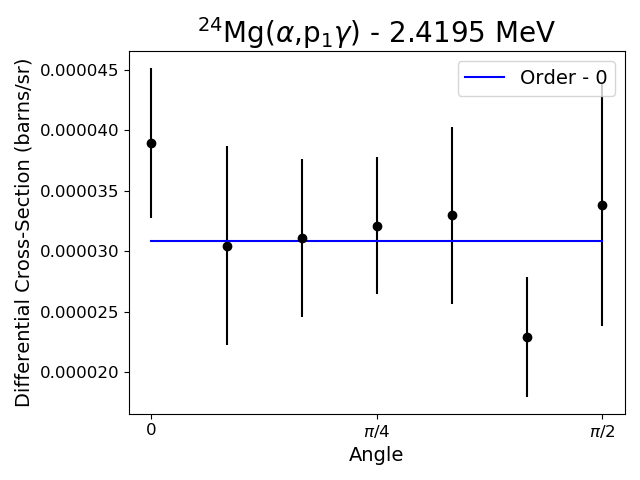 ²⁴Mg(α,p₁γ) - 2.4195 MeV
Order - 0
Differential Cross-Section (barns/sr)
0.000045
0.000040
0.000035
0.000030
0.000025
0.000020
0
π/4
π/2
Angle